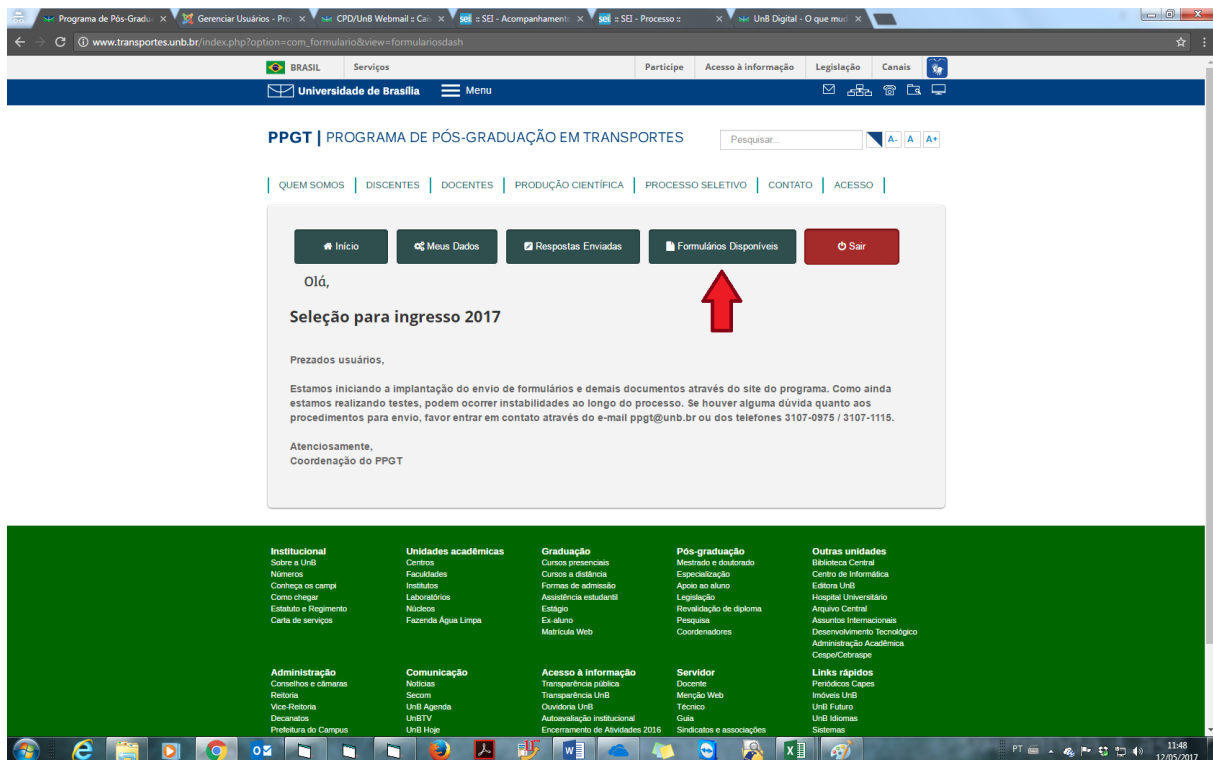 Programa de Pós-Gradu
Gerenciar Usuários - Pro
CPD/UnB Webmail :: Cai
:: SEI - Acompanhament
:: SEI - Processo ::
UnB Digital - O que mud
www.transportes.unb.br/index.php?option=com_formulario&view=formulariosdash
BRASIL Serviços Participe Acesso à informação Legislação Canais
Universidade de Brasília Menu
PPGT | PROGRAMA DE PÓS-GRADUAÇÃO EM TRANSPORTES Pesquisar... A- A A+
QUEM SOMOS DISCENTES DOCENTES PRODUÇÃO CIENTÍFICA PROCESSO SELETIVO CONTATO ACESSO
Início Meus Dados Respostas Enviadas Formulários Disponíveis Sair
Olá,
Seleção para ingresso 2017
Prezados usuários,
Estamos iniciando a implantação do envio de formulários e demais documentos através do site do programa. Como ainda
estamos realizando testes, podem ocorrer instabilidades ao longo do processo. Se houver alguma dúvida quanto aos
procedimentos para envio, favor entrar em contato através do e-mail ppgt@unb.br ou dos telefones 3107-0975 / 3107-1115.
Atenciosamente,
Coordenação do PPGT
Institucional
Sobre a UnB
Números
Conheça os campi
Como chegar
Estatuto e Regimento
Carta de serviços
Unidades acadêmicas
Centros
Faculdades
Institutos
Laboratórios
Núcleos
Fazenda Água Limpa
Graduação
Cursos presenciais
Cursos a distância
Formas de admissão
Assistência estudantil
Estágio
Ex-aluno
Matrícula Web
Pós-graduação
Mestrado e doutorado
Especialização
Apoio ao aluno
Legislação
Revalidação de diploma
Pesquisa
Coordenadores
Outras unidades
Biblioteca Central
Centro de Informática
Editora UnB
Hospital Universitário
Arquivo Central
Assuntos Internacionais
Desenvolvimento Tecnológico
Administração Acadêmica
Cespe/Cebraspe
Administração
Conselhos e câmaras
Reitoria
Vice-Reitoria
Decanatos
Prefeitura do Campus
Comunicação
Notícias
Secom
UnB Agenda
UnBTV
UnB Hoje
Acesso à informação
Transparência pública
Transparência UnB
Ouvidoria UnB
Autoavaliação institucional
Encerramento de Atividades 2016
Servidor
Docente
Menção Web
Técnico
Guia
Sindicatos e associações
Links rápidos
Periódicos Capes
Imóveis UnB
UnB Futuro
UnB Idiomas
Sistemas
PT
11:48
12/05/2017